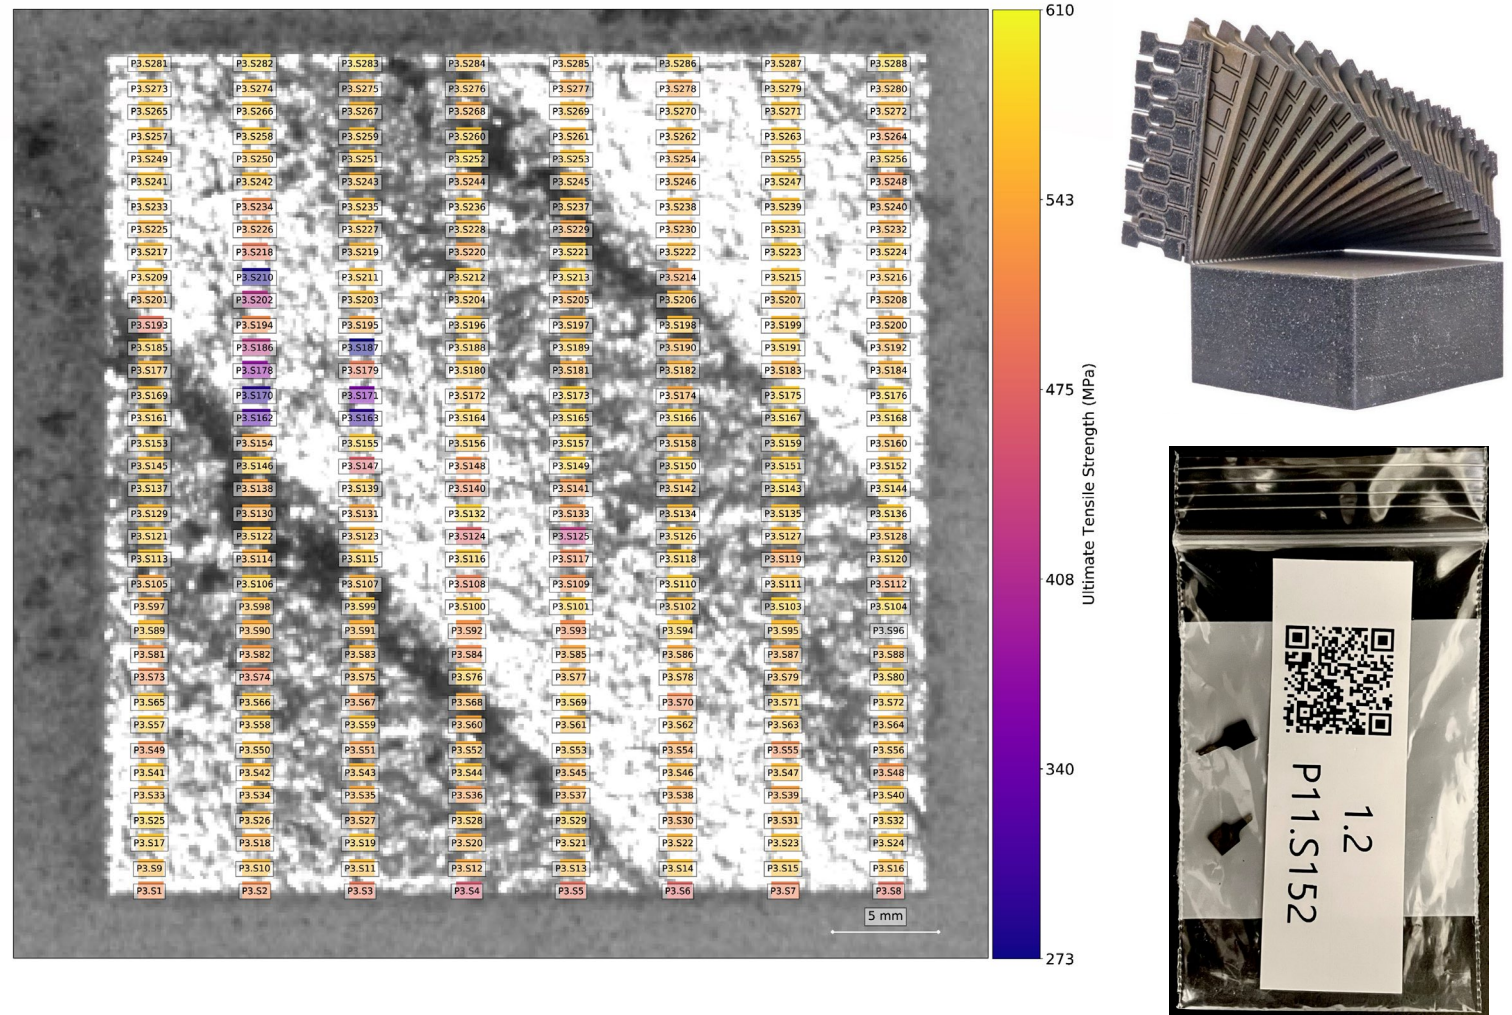 P3.S281 P3.S282 P3.S283 P3.S284 P3.S285 P3.S286 P3.S287 P3.S288
P3.S273 P3.S274 P3.S275 P3.S276 P3.S277 P3.S278 P3.S279 P3.S280
P3.S265 P3.S266 P3.S267 P3.S268 P3.S269 P3.S270 P3.S271 P3.S272
P3.S257 P3.S258 P3.S259 P3.S260 P3.S261 P3.S262 P3.S263 P3.S264
P3.S249 P3.S250 P3.S251 P3.S252 P3.S253 P3.S254 P3.S255 P3.S256
P3.S241 P3.S242 P3.S243 P3.S244 P3.S245 P3.S246 P3.S247 P3.S248
P3.S233 P3.S234 P3.S235 P3.S236 P3.S237 P3.S238 P3.S239 P3.S240
P3.S225 P3.S226 P3.S227 P3.S228 P3.S229 P3.S230 P3.S231 P3.S232
P3.S217 P3.S218 P3.S219 P3.S220 P3.S221 P3.S222 P3.S223 P3.S224
P3.S209 P3.S210 P3.S211 P3.S212 P3.S213 P3.S214 P3.S215 P3.S216
P3.S201 P3.S202 P3.S203 P3.S204 P3.S205 P3.S206 P3.S207 P3.S208
P3.S193 P3.S194 P3.S195 P3.S196 P3.S197 P3.S198 P3.S199 P3.S200
P3.S185 P3.S186 P3.S187 P3.S188 P3.S189 P3.S190 P3.S191 P3.S192
P3.S177 P3.S178 P3.S179 P3.S180 P3.S181 P3.S182 P3.S183 P3.S184
P3.S169 P3.S170 P3.S171 P3.S172 P3.S173 P3.S174 P3.S175 P3.S176
P3.S161 P3.S162 P3.S163 P3.S164 P3.S165 P3.S166 P3.S167 P3.S168
P3.S153 P3.S154 P3.S155 P3.S156 P3.S157 P3.S158 P3.S159 P3.S160
P3.S145 P3.S146 P3.S147 P3.S148 P3.S149 P3.S150 P3.S151 P3.S152
P3.S137 P3.S138 P3.S139 P3.S140 P3.S141 P3.S142 P3.S143 P3.S144
P3.S129 P3.S130 P3.S131 P3.S132 P3.S133 P3.S134 P3.S135 P3.S136
P3.S121 P3.S122 P3.S123 P3.S124 P3.S125 P3.S126 P3.S127 P3.S128
P3.S113 P3.S114 P3.S115 P3.S116 P3.S117 P3.S118 P3.S119 P3.S120
P3.S105 P3.S106 P3.S107 P3.S108 P3.S109 P3.S110 P3.S111 P3.S112
P3.S97 P3.S98 P3.S99 P3.S100 P3.S101 P3.S102 P3.S103 P3.S104
P3.S89 P3.S90 P3.S91 P3.S92 P3.S93 P3.S94 P3.S95 P3.S96
P3.S81 P3.S82 P3.S83 P3.S84 P3.S85 P3.S86 P3.S87 P3.S88
P3.S73 P3.S74 P3.S75 P3.S76 P3.S77 P3.S78 P3.S79 P3.S80
P3.S65 P3.S66 P3.S67 P3.S68 P3.S69 P3.S70 P3.S71 P3.S72
P3.S57 P3.S58 P3.S59 P3.S60 P3.S61 P3.S62 P3.S63 P3.S64
P3.S49 P3.S50 P3.S51 P3.S52 P3.S53 P3.S54 P3.S55 P3.S56
P3.S41 P3.S42 P3.S43 P3.S44 P3.S45 P3.S46 P3.S47 P3.S48
P3.S33 P3.S34 P3.S35 P3.S36 P3.S37 P3.S38 P3.S39 P3.S40
P3.S25 P3.S26 P3.S27 P3.S28 P3.S29 P3.S30 P3.S31 P3.S32
P3.S17 P3.S18 P3.S19 P3.S20 P3.S21 P3.S22 P3.S23 P3.S24
P3.S9 P3.S10 P3.S11 P3.S12 P3.S13 P3.S14 P3.S15 P3.S16
P3.S1 P3.S2 P3.S3 P3.S4 P3.S5 P3.S6 P3.S7 P3.S8
5 mm
610
543
475
408
340
273
Ultimate Tensile Strength (MPa)
1.2
P11.S152